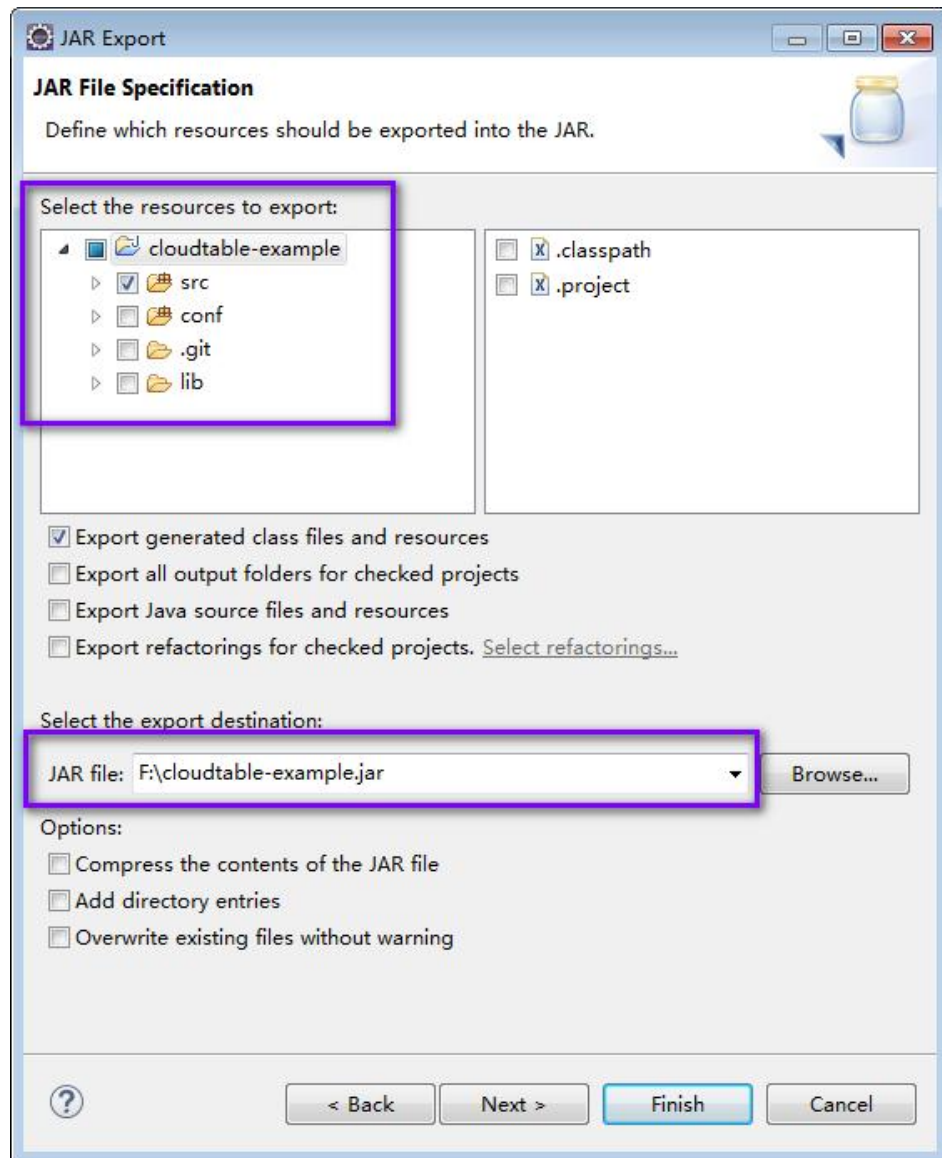 JAR Export
JAR File Specification
Define which resources should be exported into the JAR.
Select the resources to export:
cloudtable-example
src
conf
.git
lib
.classpath
.project
Export generated class files and resources
Export all output folders for checked projects
Export Java source files and resources
Export refactorings for checked projects. Select refactorings...
Select the export destination:
JAR file: F:\cloudtable-example.jar Browse...
Options:
Compress the contents of the JAR file
Add directory entries
Overwrite existing files without warning
< Back Next > Finish Cancel